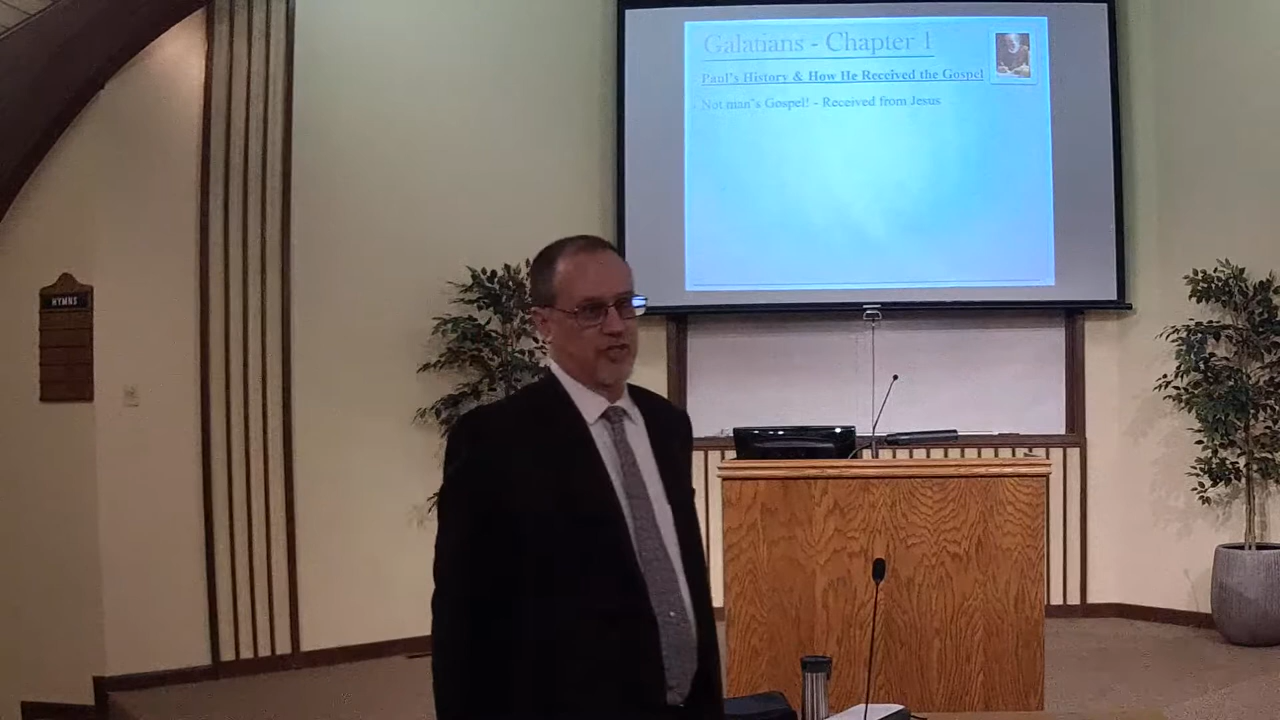 Galatians - Chapter 1
Paul's History & How He Received the Gospel
Not man's Gospel! - Received from Jesus
HYMNS